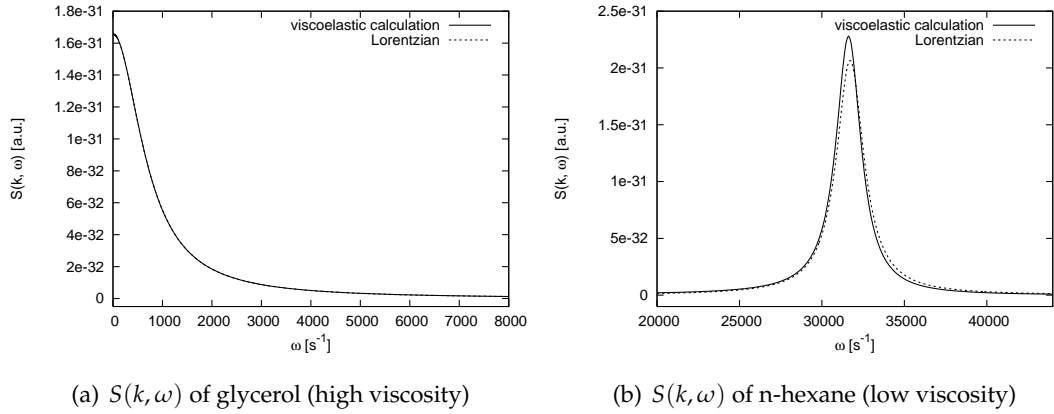 1.8e-31
1.6e-31
1.4e-31
1.2e-31
1e-31
8e-32
6e-32
4e-32
2e-32
0
0 1000 2000 3000 4000 5000 6000 7000 8000
S(k, ω) [a.u.]
ω [s⁻¹]
viscoelastic calculation
Lorentzian
(a) S(k, ω) of glycerol (high viscosity)
2.5e-31
2e-31
1.5e-31
1e-31
5e-32
0
20000 25000 30000 35000 40000
S(k, ω) [a.u.]
ω [s⁻¹]
viscoelastic calculation
Lorentzian
(b) S(k, ω) of n-hexane (low viscosity)